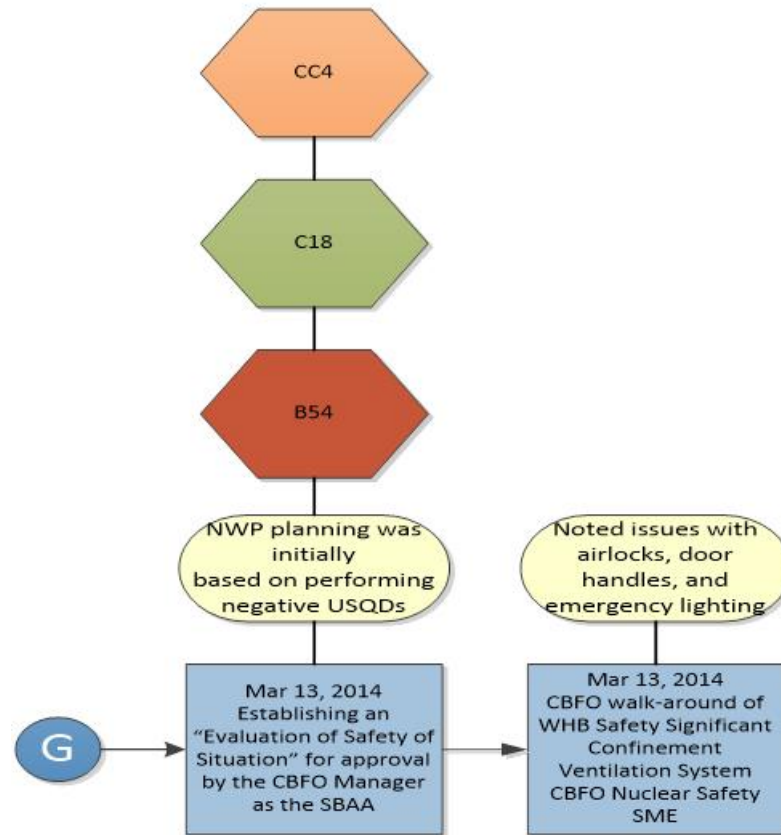 CC4
C18
B54
NWP planning was
initially
based on performing
negative USQDs
Noted issues with
airlocks, door
handles, and
emergency lighting
G
Mar 13, 2014
Establishing an
“Evaluation of Safety of
Situation” for approval
by the CBFO Manager
as the SBAA
Mar 13, 2014
CBFO walk-around of
WHB Safety Significant
Confinement
Ventilation System
CBFO Nuclear Safety
SME